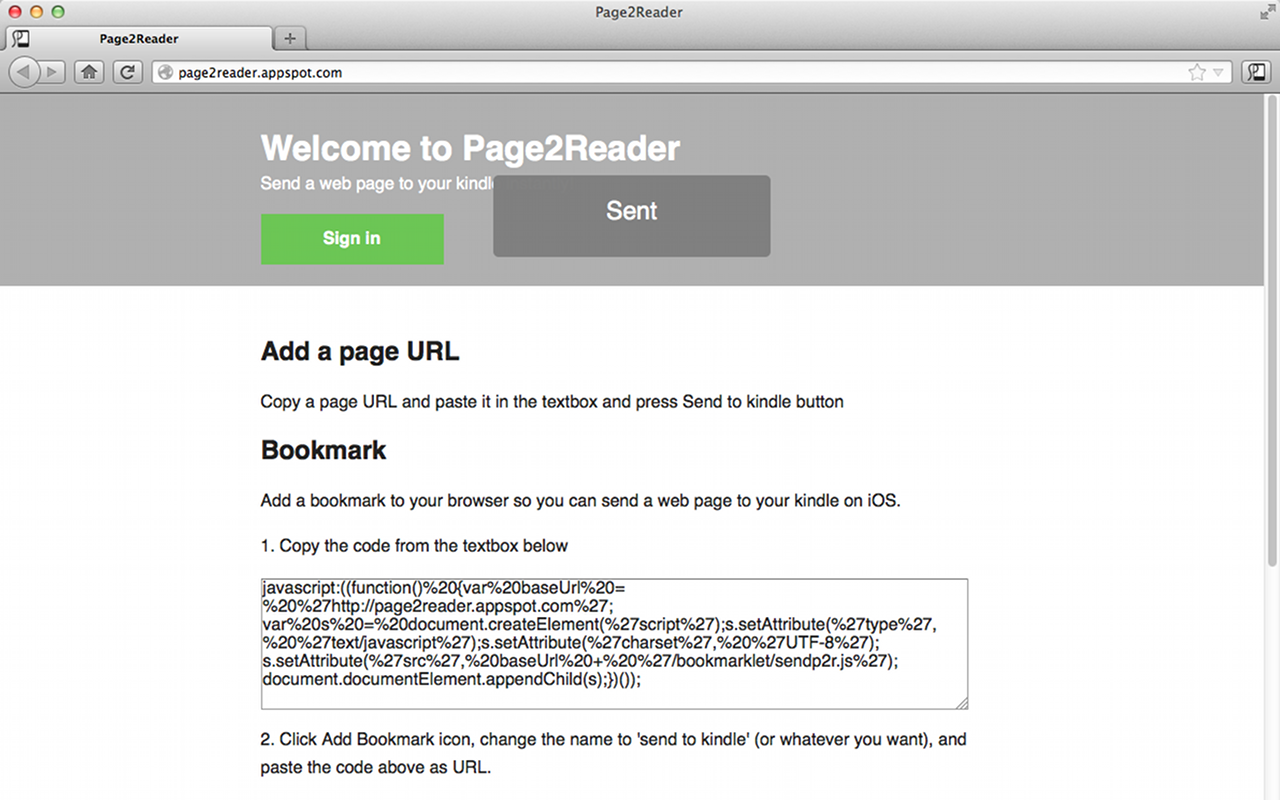 Page2Reader
Page2Reader
page2reader.appspot.com
Welcome to Page2Reader
Send a web page to your kindl
Sent
Sign in
Add a page URL
Copy a page URL and paste it in the textbox and press Send to kindle button
Bookmark
Add a bookmark to your browser so you can send a web page to your kindle on iOS.
1. Copy the code from the textbox below
javascript:((function()%20{var%20baseUrl%20=
%20%27http://page2reader.appspot.com%27;
var%20s%20=%20document.createElement(%27script%27);s.setAttribute(%27type%27,
%20%27text/javascript%27);s.setAttribute(%27charset%27,%20%27UTF-8%27);
s.setAttribute(%27src%27,%20baseUrl%20+%20%27/bookmarklet/sendp2r.js%27);
document.documentElement.appendChild(s);})());
2. Click Add Bookmark icon, change the name to 'send to kindle' (or whatever you want), and
paste the code above as URL.